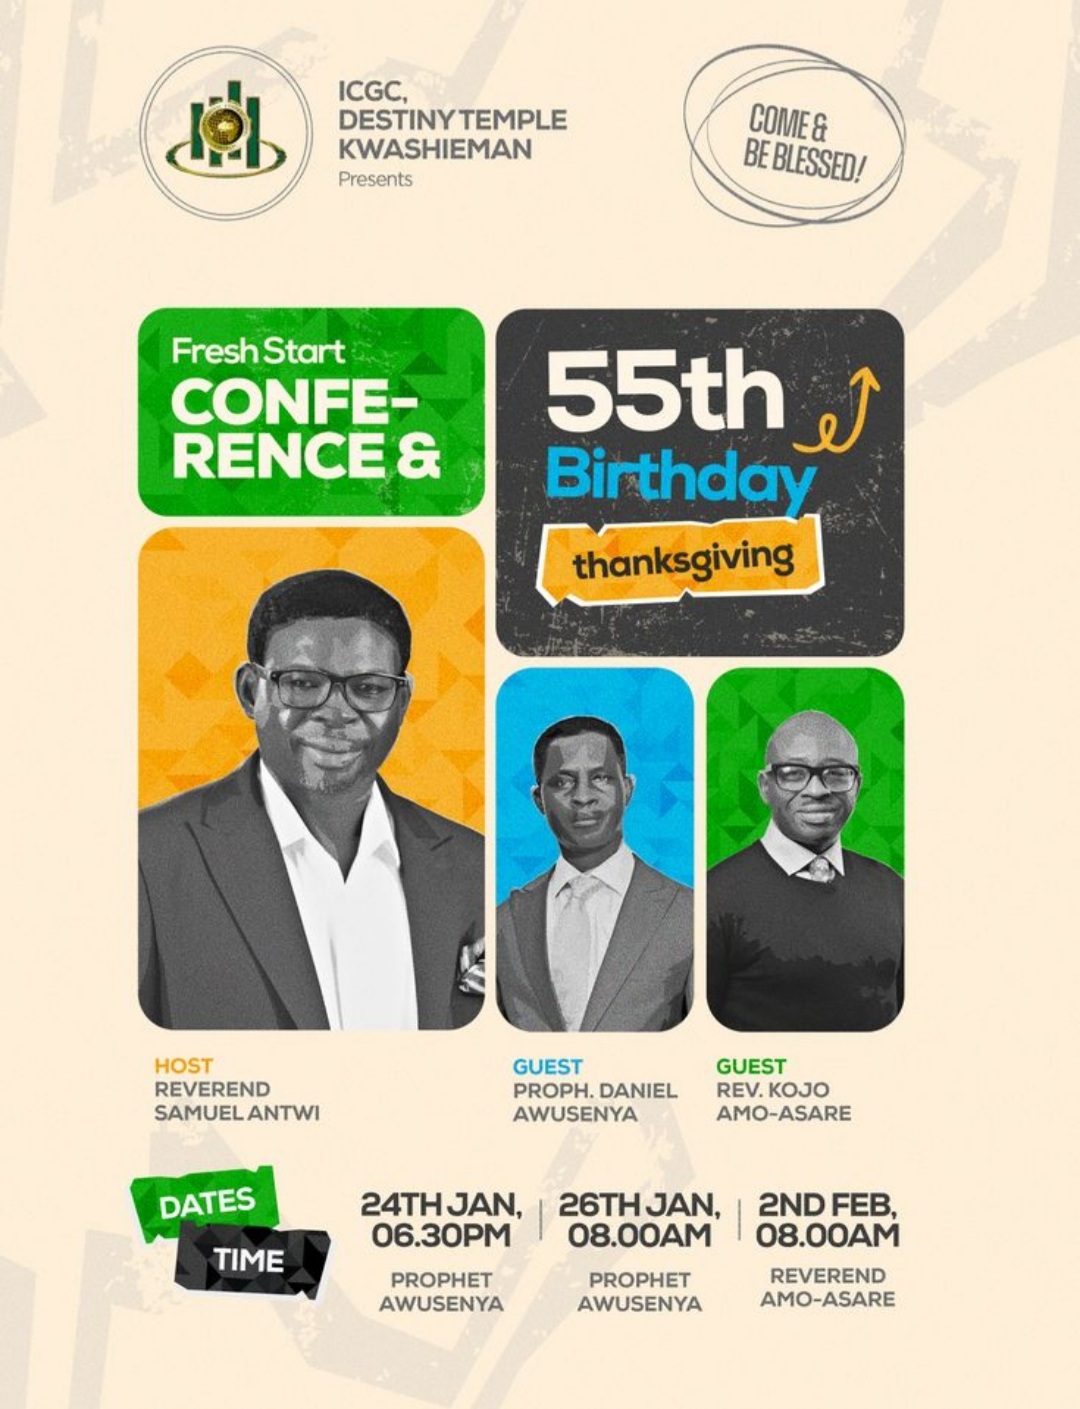 ICGC,
DESTINY TEMPLE
KWASHIEMAN
Presents
COME &
BE BLESSED!
Fresh Start
CONFE-
RENCE &
55th
Birthday
thanksgiving
HOST
REVEREND
SAMUEL ANTWI
GUEST
PROPH. DANIEL
AWUSENYA
GUEST
REV. KOJO
AMO-ASARE
DATES
TIME
24TH JAN,
06.30PM
PROPHET
AWUSENYA
26TH JAN,
08.00AM
PROPHET
AWUSENYA
2ND FEB,
08.00AM
REVEREND
AMO-ASARE